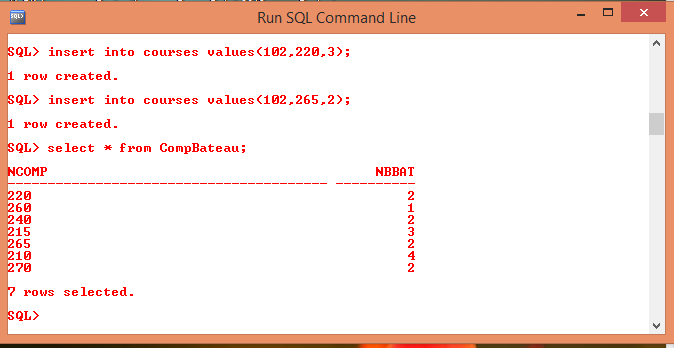 Run SQL Command Line
SQL> insert into courses values(102,220,3);
1 row created.
SQL> insert into courses values(102,265,2);
1 row created.
SQL> select * from CompBateau;
NCOMP NBBAT
---------------------------------------- ----------
220 2
260 1
240 2
215 3
265 2
210 4
270 2
7 rows selected.
SQL>